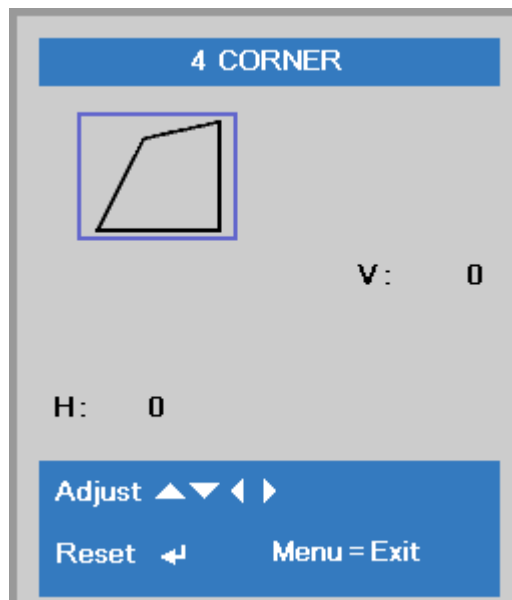 4 CORNER
V: 0
H: 0
Adjust ▲▼◀▶
Reset ↵ Menu = Exit